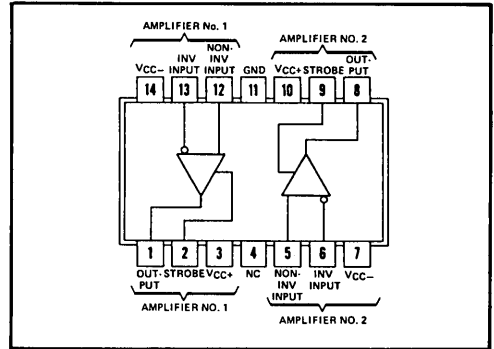 AMPLIFIER No. 1
AMPLIFIER NO. 2
VCC– INV INPUT NON-INV INPUT GND VCC+ STROBE OUT-PUT
14 13 12 11 10 9 8
1 2 3 4 5 6 7
OUT-PUT STROBE VCC+ NC NON-INV INPUT INV INPUT VCC–
AMPLIFIER NO. 1
AMPLIFIER NO. 2